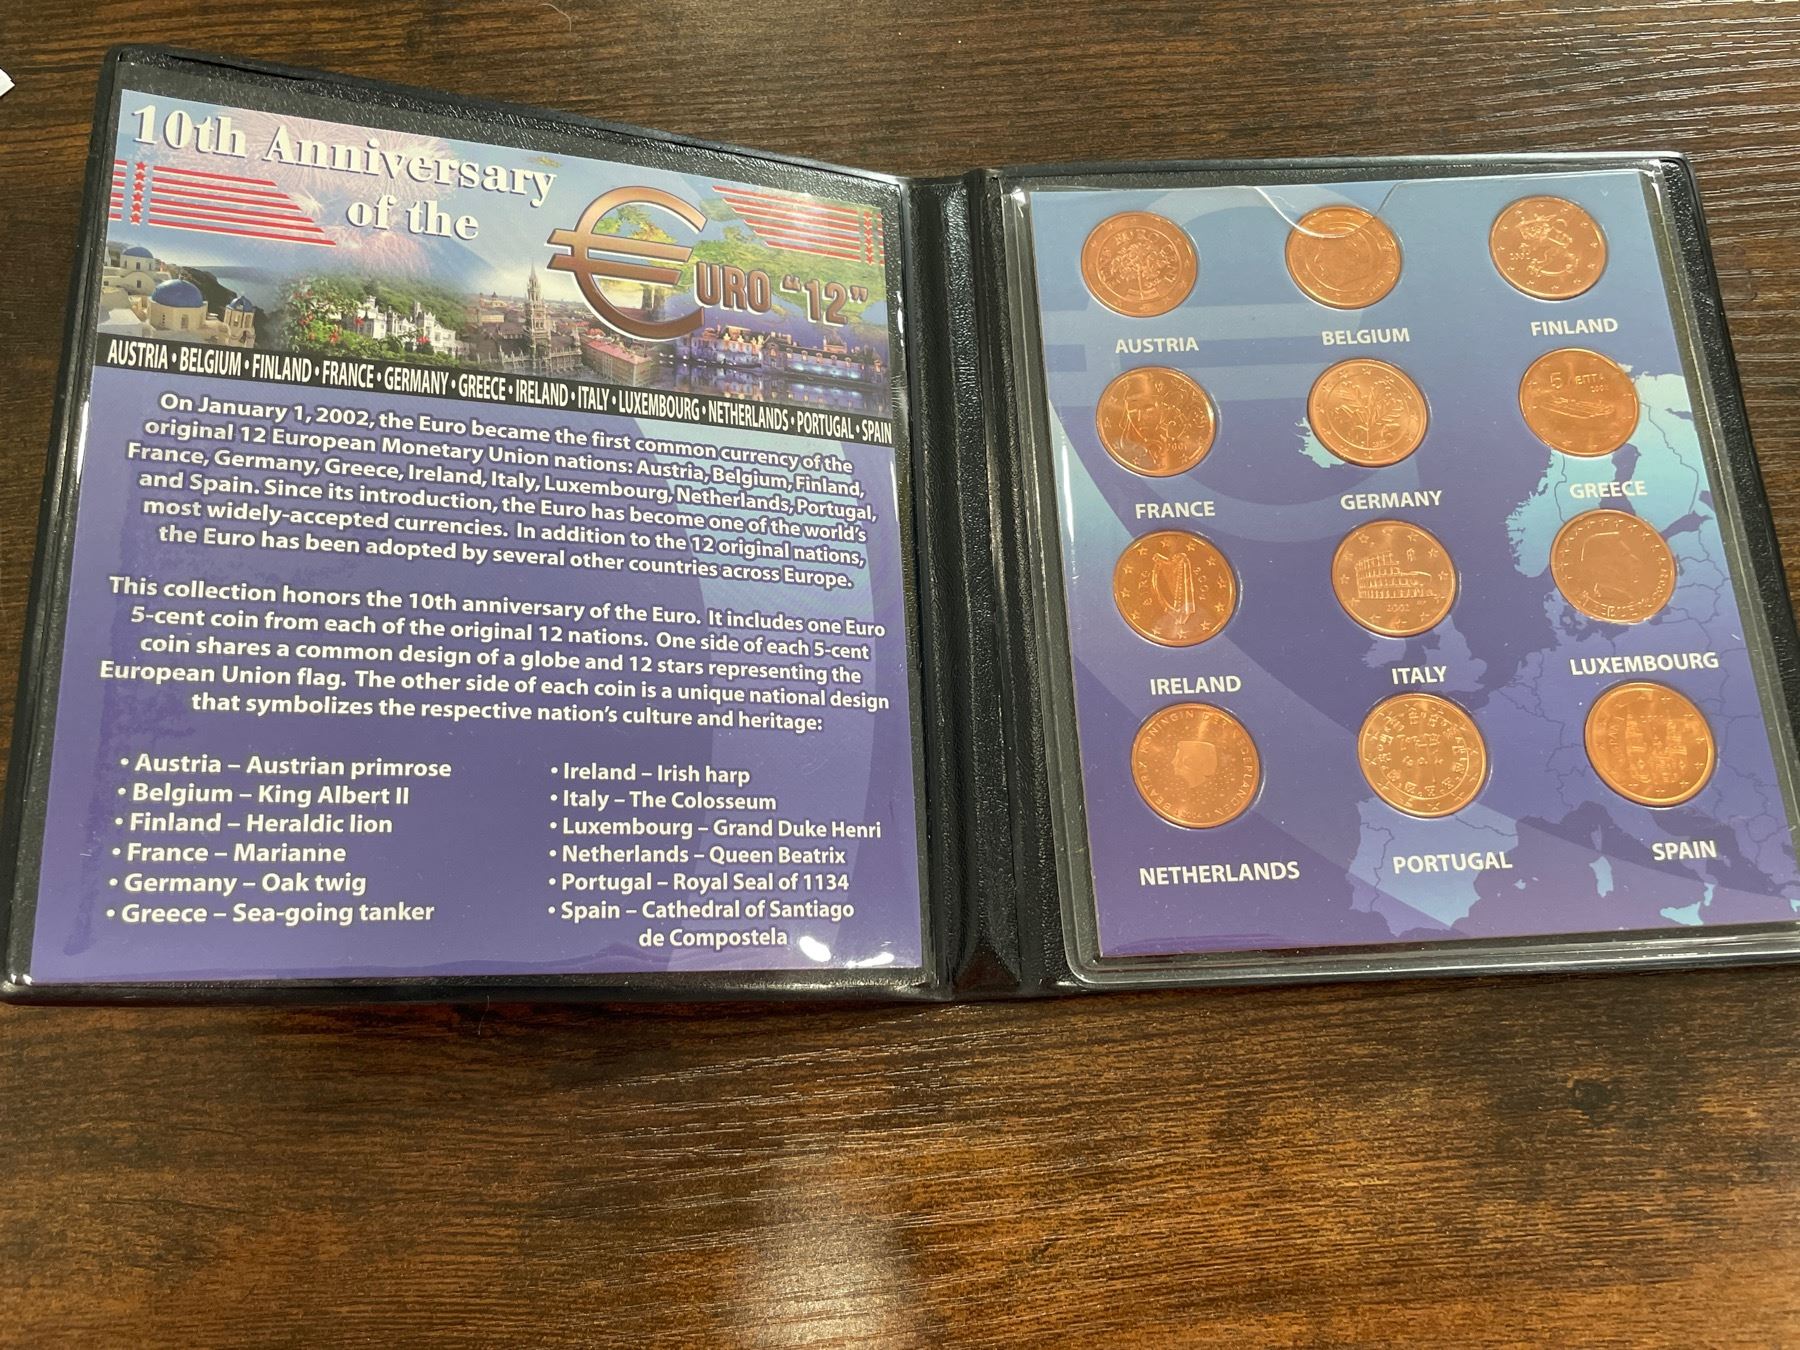 10th Anniversary
of the
€URO "12"
AUSTRIA • BELGIUM • FINLAND • FRANCE • GERMANY • GREECE • IRELAND • ITALY • LUXEMBOURG • NETHERLANDS • PORTUGAL • SPAIN
On January 1, 2002, the Euro became the first common currency of the
original 12 European Monetary Union nations: Austria, Belgium, Finland,
France, Germany, Greece, Ireland, Italy, Luxembourg, Netherlands, Portugal,
and Spain. Since its introduction, the Euro has become one of the world's
most widely-accepted currencies. In addition to the 12 original nations,
the Euro has been adopted by several other countries across Europe.
This collection honors the 10th anniversary of the Euro. It includes one Euro
5-cent coin from each of the original 12 nations. One side of each 5-cent
coin shares a common design of a globe and 12 stars representing the
European Union flag. The other side of each coin is a unique national design
that symbolizes the respective nation's culture and heritage:
• Austria – Austrian primrose
• Belgium – King Albert II
• Finland – Heraldic lion
• France – Marianne
• Germany – Oak twig
• Greece – Sea-going tanker
• Ireland – Irish harp
• Italy – The Colosseum
• Luxembourg – Grand Duke Henri
• Netherlands – Queen Beatrix
• Portugal – Royal Seal of 1134
• Spain – Cathedral of Santiago
de Compostela
AUSTRIA
BELGIUM
FINLAND
5 ΛΕΠΤΑ
FRANCE
GERMANY
GREECE
2002
IRELAND
ITALY
LUXEMBOURG
BEATRIX KONINGIN DER NEDERLANDEN
NETHERLANDS
PORTUGAL
SPAIN